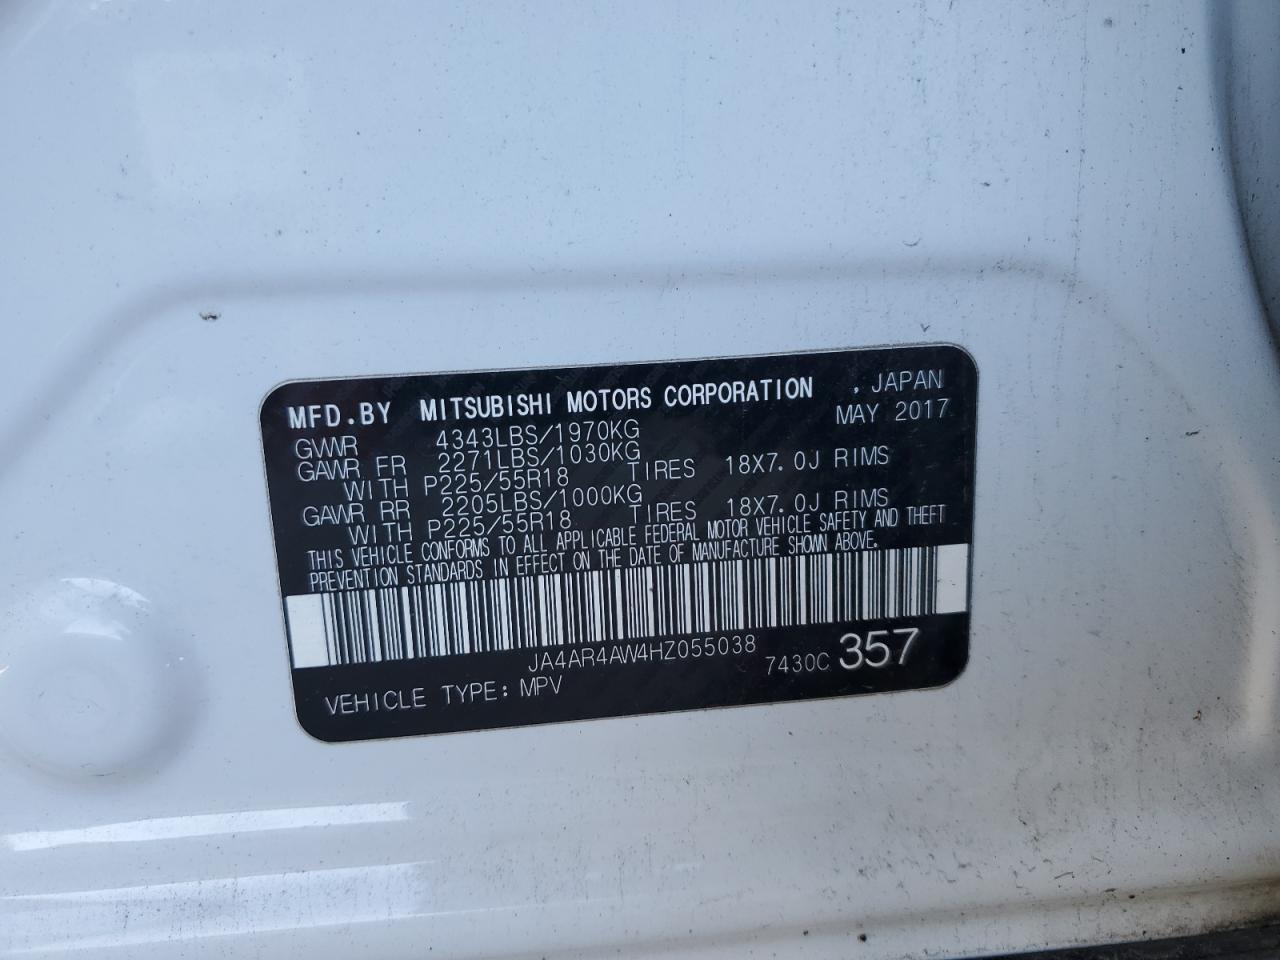 MFD.BY MITSUBISHI MOTORS CORPORATION , JAPAN
MAY 2017
GVWR 4343LBS/1970KG
GAWR FR 2271LBS/1030KG
WITH P225/55R18 TIRES 18X7.0J RIMS
GAWR RR 2205LBS/1000KG
WITH P225/55R18 TIRES 18X7.0J RIMS
THIS VEHICLE CONFORMS TO ALL APPLICABLE FEDERAL MOTOR VEHICLE SAFETY AND THEFT
PREVENTION STANDARDS IN EFFECT ON THE DATE OF MANUFACTURE SHOWN ABOVE.
JA4AR4AW4HZ055038 7430C 357
VEHICLE TYPE: MPV